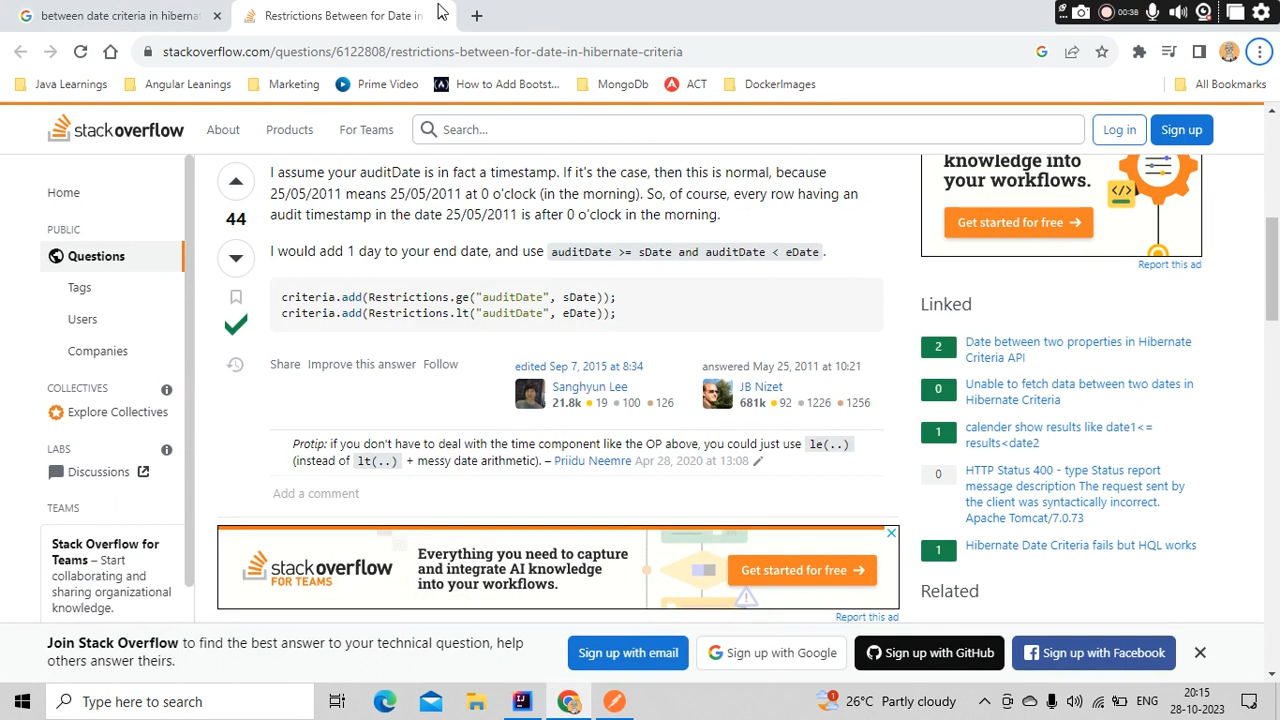 between date criteria in hibernat
Restrictions Between for Date in
00:38
stackoverflow.com/questions/6122808/restrictions-between-for-date-in-hibernate-criteria
Java Learnings
Angular Leanings
Marketing
Prime Video
How to Add Bootst...
MongoDb
ACT
DockerImages
All Bookmarks
stackoverflow
About
Products
For Teams
Search...
Log in
Sign up
Home
PUBLIC
Questions
Tags
Users
Companies
COLLECTIVES
Explore Collectives
LABS
Discussions
TEAMS
Stack Overflow for
Teams – Start
collaborating and
sharing organizational
knowledge.
44
I assume your auditDate is in fact a timestamp. If it's the case, then this is normal, because
25/05/2011 means 25/05/2011 at 0 o'clock (in the morning). So, of course, every row having an
audit timestamp in the date 25/05/2011 is after 0 o'clock in the morning.
I would add 1 day to your end date, and use auditDate >= sDate and auditDate < eDate.
criteria.add(Restrictions.ge("auditDate", sDate));
criteria.add(Restrictions.lt("auditDate", eDate));
Share Improve this answer Follow
edited Sep 7, 2015 at 8:34
Sanghyun Lee
21.8k 19 100 126
answered May 25, 2011 at 10:21
JB Nizet
681k 92 1226 1256
Protip: if you don't have to deal with the time component like the OP above, you could just use le(..)
(instead of lt(..) + messy date arithmetic). – Priidu Neemre Apr 28, 2020 at 13:08
Add a comment
stackoverflow
FOR TEAMS
Everything you need to capture
and integrate AI knowledge
into your workflows.
Get started for free →
Report this ad
knowledge into
your workflows.
Get started for free →
Report this ad
Linked
2
Date between two properties in Hibernate
Criteria API
0
Unable to fetch data between two dates in
Hibernate Criteria
1
calender show results like date1<=
results<date2
0
HTTP Status 400 - type Status report
message description The request sent by
the client was syntactically incorrect.
Apache Tomcat/7.0.73
1
Hibernate Date Criteria fails but HQL works
Related
Join Stack Overflow to find the best answer to your technical question, help
others answer theirs.
Sign up with email
Sign up with Google
Sign up with GitHub
Sign up with Facebook
Type here to search
26°C Partly cloudy
ENG
20:15
28-10-2023